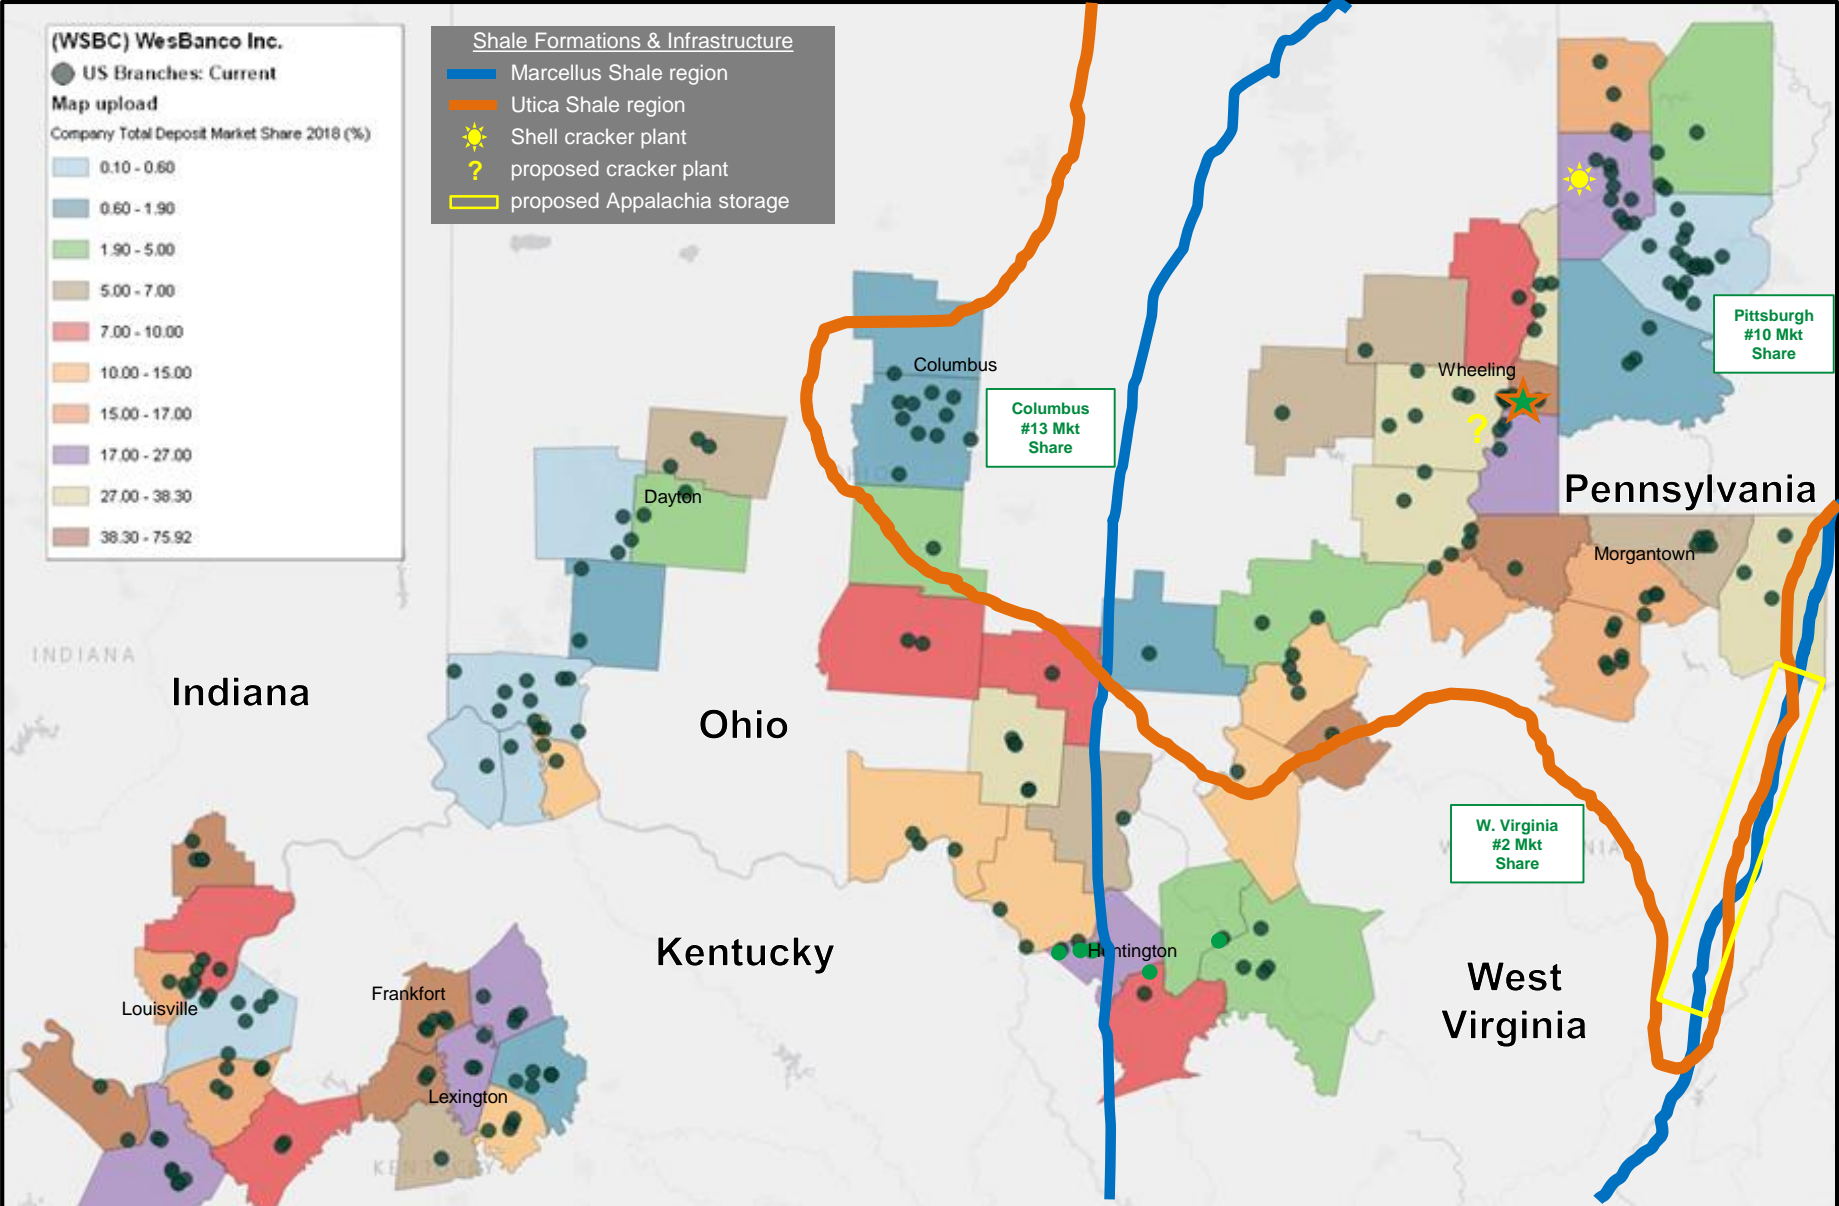 (WSBC) WesBanco Inc.
US Branches: Current
Map upload
Company Total Deposit Market Share 2018 (%)
0.10 - 0.60
0.60 - 1.90
1.90 - 5.00
5.00 - 7.00
7.00 - 10.00
10.00 - 15.00
15.00 - 17.00
17.00 - 27.00
27.00 - 38.30
38.30 - 75.92
Shale Formations & Infrastructure
Marcellus Shale region
Utica Shale region
Shell cracker plant
? proposed cracker plant
proposed Appalachia storage
Pittsburgh
#10 Mkt
Share
Columbus
Wheeling
Columbus
#13 Mkt
Share
?
Dayton
Pennsylvania
Morgantown
INDIANA
Indiana
Ohio
W. Virginia
#2 Mkt
Share
Kentucky
Huntington
West
Virginia
Frankfort
Louisville
Lexington
KENTUCKY